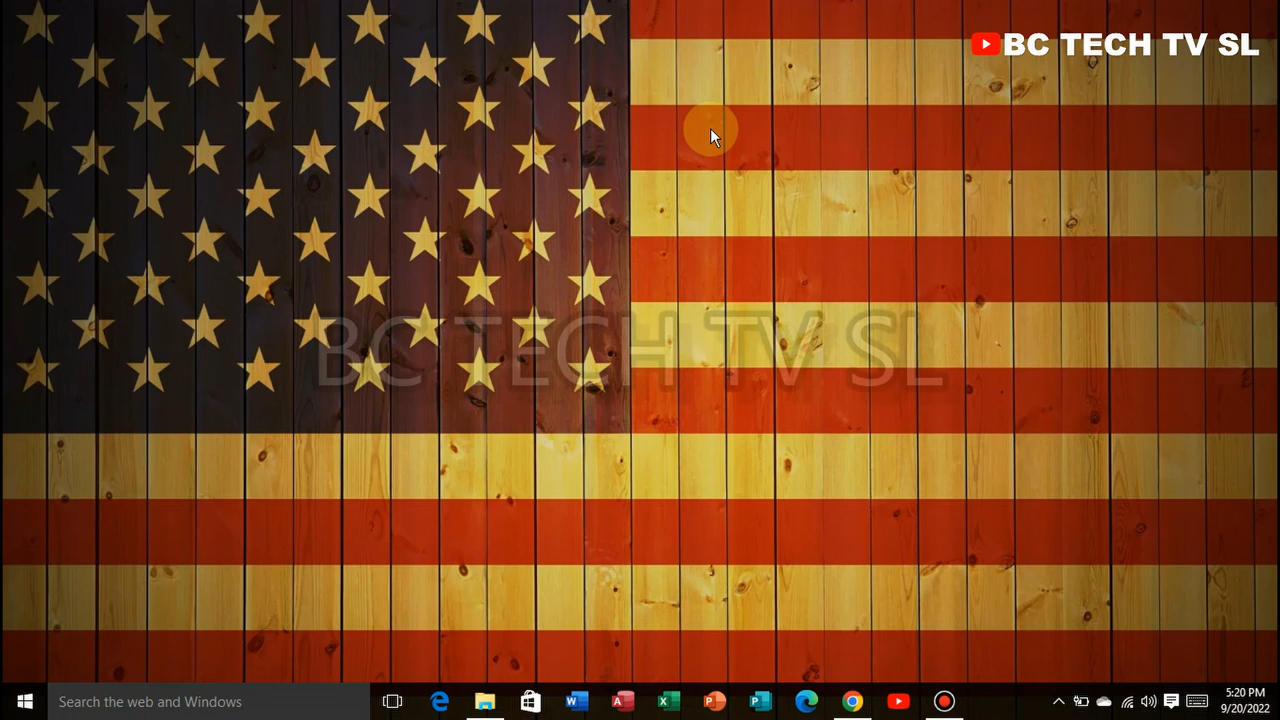 BC TECH TV SL
BC TECH TV SL
Search the web and Windows
5:20 PM
9/20/2022